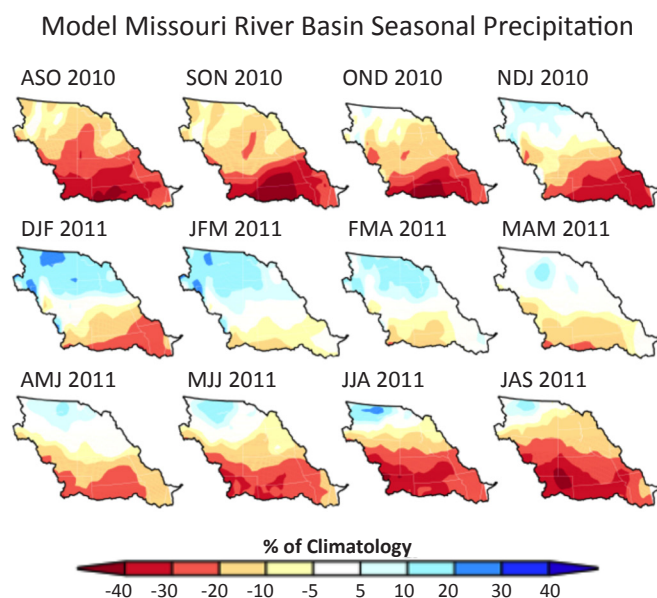 Model Missouri River Basin Seasonal Precipitation
ASO 2010 SON 2010 OND 2010 NDJ 2010
DJF 2011 JFM 2011 FMA 2011 MAM 2011
AMJ 2011 MJJ 2011 JJA 2011 JAS 2011
% of Climatology
-40 -30 -20 -10 -5 5 10 20 30 40